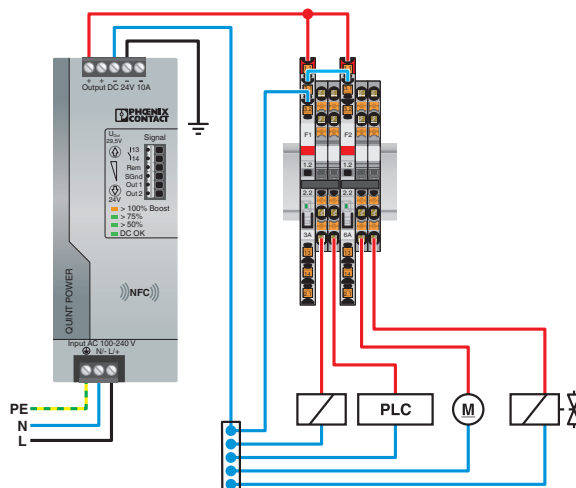 + + − − −
Output DC 24V 10A
PHŒNIX
CONTACT
UOut
29,5V
Signal
13
14
Rem
SGnd
Out 1
Out 2
24V
> 100% Boost
> 75%
> 50%
DC OK
QUINT POWER
NFC
Input AC 100-240 V
N/- L/+
PE
N
L
F1
F2
1.2
1.2
2.2
2.2
3A
6A
PLC
M